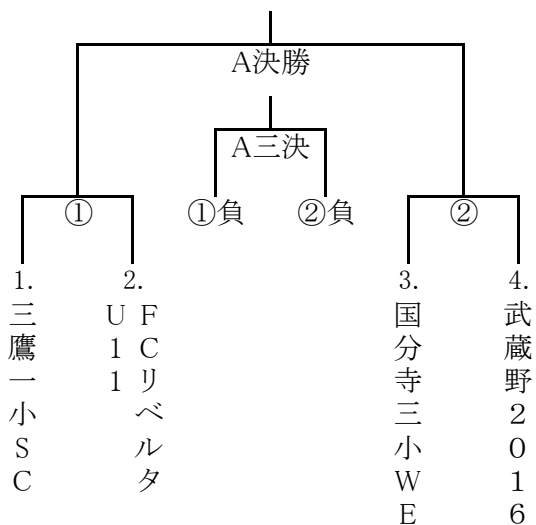 A決勝
A三決
①
①負
②負
②
1.
2.
3.
4.
三鷹一小SC
FCリベルタ
U11
国分寺三小WE
武蔵野2016